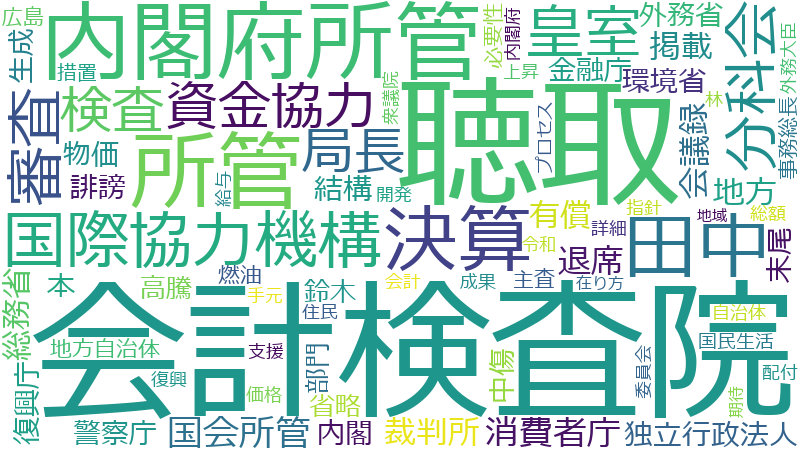 広島
内閣府所管
皇室
外務省
掲載
分科会
生成
措置
検査
資金協力
衆議院
必要性
内閣府
上昇
金融庁
環境省
林
外務大臣
事務総長
審査
物価
誹謗
所管
局長
聴取
プロセス
会議録
地方
結構
開発
給与
国際協力機構
決算
有償
指針
詳細
令和
地域
総額
田中
末尾
退席
総務省
本
高騰
燃油
手元
鈴木
住民
会計
成果
主査
在り方
自治体
国民生活
会計検査院
地方自治体
復興
支援
価格
部門
省略
中傷
委員会
期待
配付
復興庁
警察庁
国会所管
内閣
裁判所
消費者庁
独立行政法人